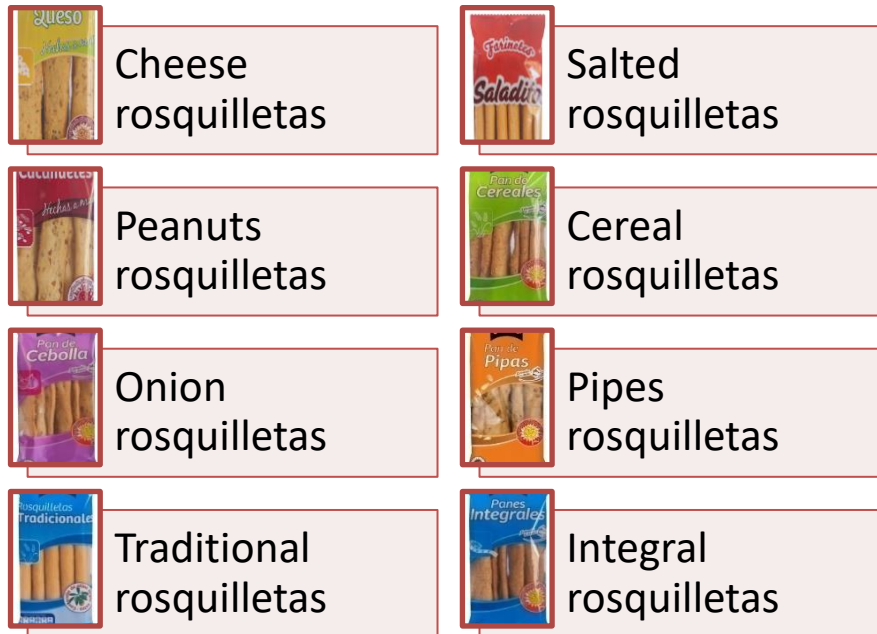 Queso
Cheese
rosquilletas
Farinetes
Saladito
Salted
rosquilletas
Cacahuetes
Peanuts
rosquilletas
Pan de
Cereales
Cereal
rosquilletas
Pan de
Cebolla
Onion
rosquilletas
Pan de
Pipas
Pipes
rosquilletas
Rosquilletas
Tradicionales
Traditional
rosquilletas
Panes
Integrales
Integral
rosquilletas